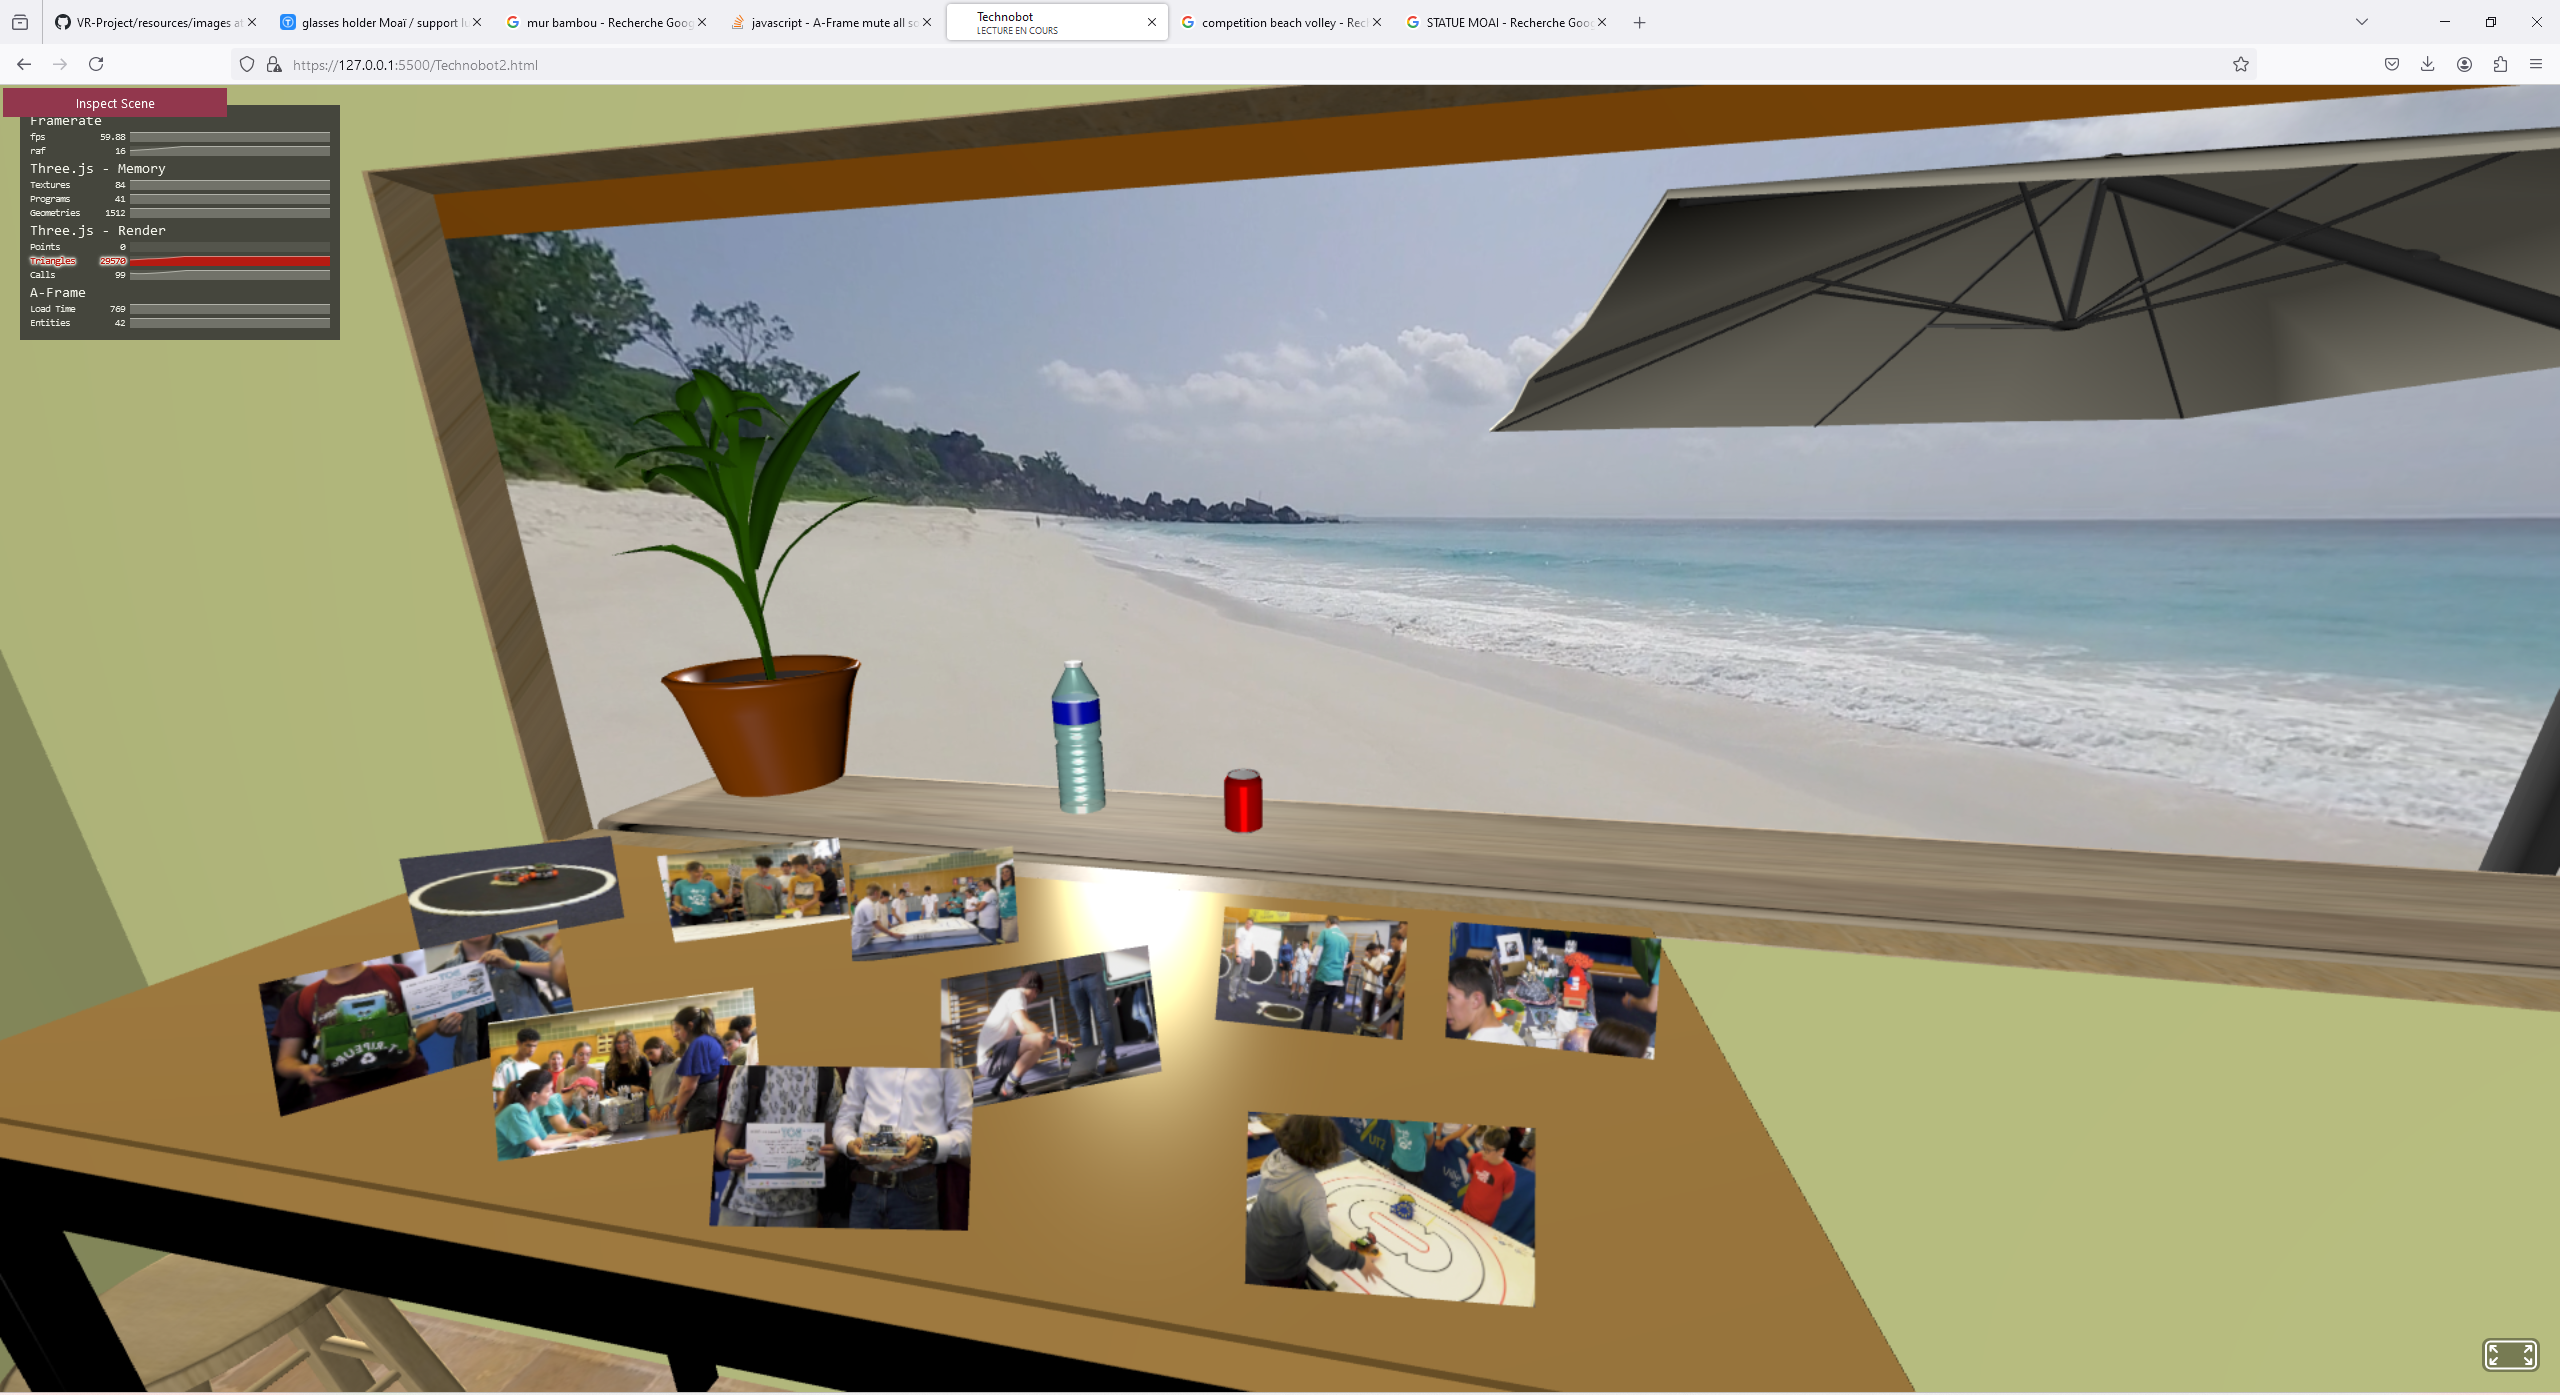 VR-Project/resources/images at
glasses holder Moaï / support lu
mur bambou - Recherche Goog
javascript - A-Frame mute all so
Technobot
LECTURE EN COURS
competition beach volley - Rec
STATUE MOAI - Recherche Goo
https://127.0.0.1:5500/Technobot2.html
Inspect Scene
Framerate
fps 59.88
raf 16
Three.js - Memory
Textures 84
Programs 41
Geometries 1512
Three.js - Render
Points 0
Triangles 29570
Calls 99
A-Frame
Load Time 769
Entities 42